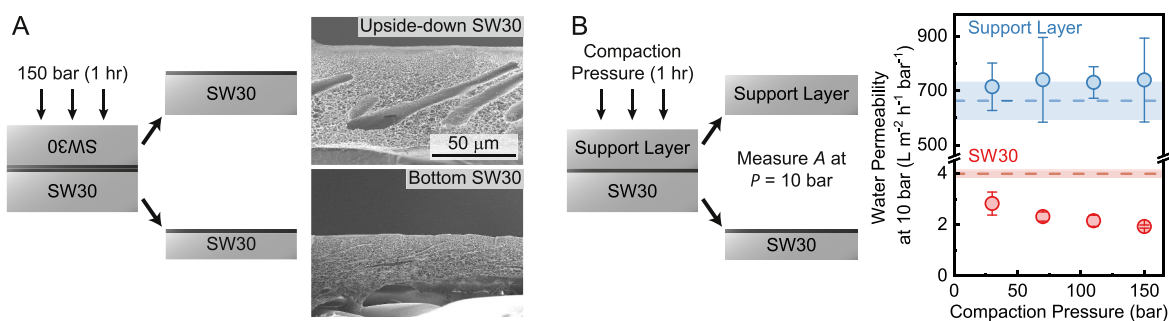 A
150 bar (1 hr)
SW30
SW30
SW30
SW30
Upside-down SW30
50 μm
Bottom SW30
B
Compaction
Pressure (1 hr)
Support Layer
SW30
Support Layer
Measure A at
P = 10 bar
SW30
Water Permeability
at 10 bar (L m⁻² h⁻¹ bar⁻¹)
900
700
500
4
2
0
Support Layer
SW30
0 50 100 150
Compaction Pressure (bar)